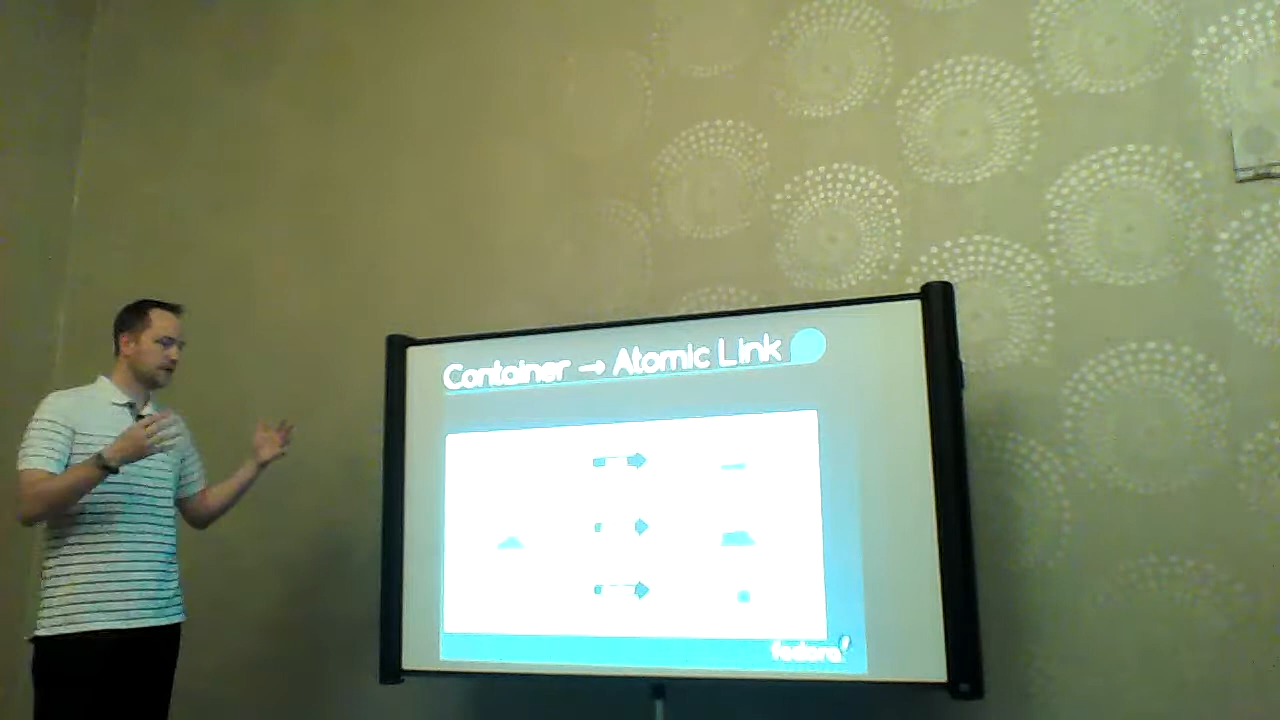 Container → Atomic Link
fedora